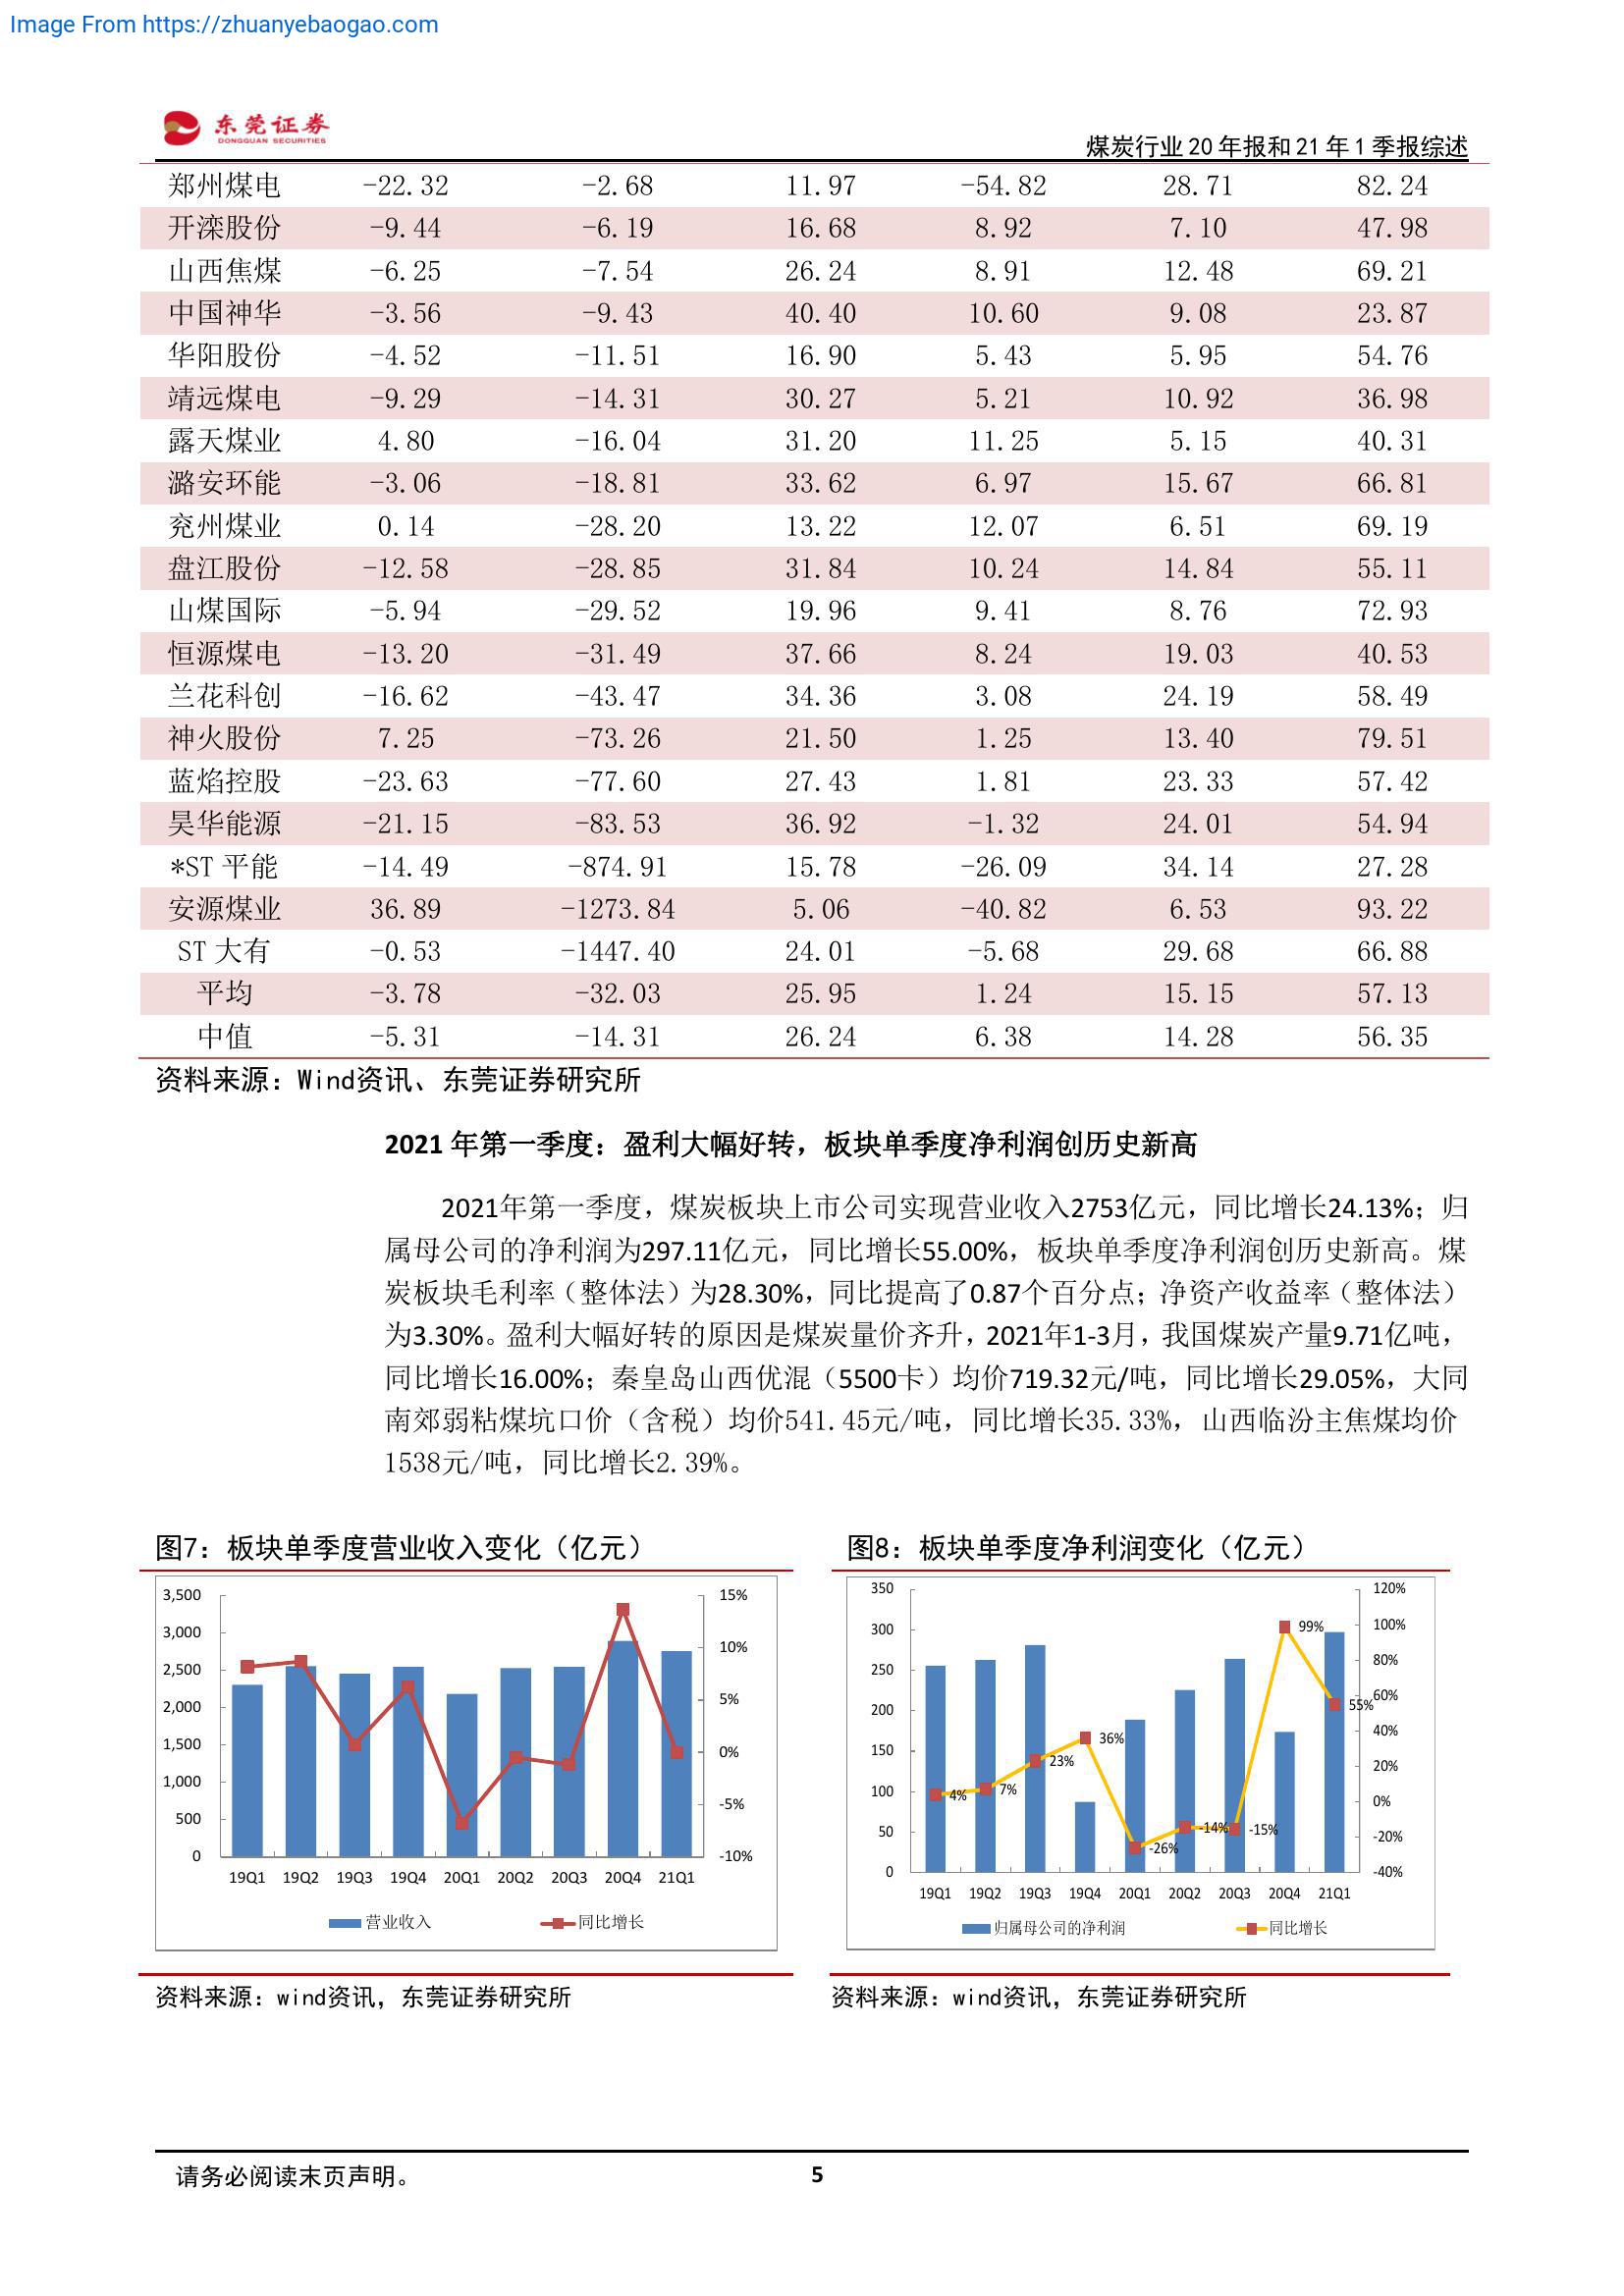 Image From https://zhuanyebaogao.com
东莞证券
DONGGUAN SECURITIES
煤炭行业 20 年报和 21 年 1 季报综述
郑州煤电 -22.32 -2.68 11.97 -54.82 28.71 82.24
开滦股份 -9.44 -6.19 16.68 8.92 7.10 47.98
山西焦煤 -6.25 -7.54 26.24 8.91 12.48 69.21
中国神华 -3.56 -9.43 40.40 10.60 9.08 23.87
华阳股份 -4.52 -11.51 16.90 5.43 5.95 54.76
靖远煤电 -9.29 -14.31 30.27 5.21 10.92 36.98
露天煤业 4.80 -16.04 31.20 11.25 5.15 40.31
潞安环能 -3.06 -18.81 33.62 6.97 15.67 66.81
兖州煤业 0.14 -28.20 13.22 12.07 6.51 69.19
盘江股份 -12.58 -28.85 31.84 10.24 14.84 55.11
山煤国际 -5.94 -29.52 19.96 9.41 8.76 72.93
恒源煤电 -13.20 -31.49 37.66 8.24 19.03 40.53
兰花科创 -16.62 -43.47 34.36 3.08 24.19 58.49
神火股份 7.25 -73.26 21.50 1.25 13.40 79.51
蓝焰控股 -23.63 -77.60 27.43 1.81 23.33 57.42
昊华能源 -21.15 -83.53 36.92 -1.32 24.01 54.94
*ST 平能 -14.49 -874.91 15.78 -26.09 34.14 27.28
安源煤业 36.89 -1273.84 5.06 -40.82 6.53 93.22
ST 大有 -0.53 -1447.40 24.01 -5.68 29.68 66.88
平均 -3.78 -32.03 25.95 1.24 15.15 57.13
中值 -5.31 -14.31 26.24 6.38 14.28 56.35
资料来源：Wind资讯、东莞证券研究所
2021 年第一季度：盈利大幅好转，板块单季度净利润创历史新高
2021年第一季度，煤炭板块上市公司实现营业收入2753亿元，同比增长24.13%；归
属母公司的净利润为297.11亿元，同比增长55.00%，板块单季度净利润创历史新高。煤
炭板块毛利率（整体法）为28.30%，同比提高了0.87个百分点；净资产收益率（整体法）
为3.30%。盈利大幅好转的原因是煤炭量价齐升，2021年1-3月，我国煤炭产量9.71亿吨，
同比增长16.00%；秦皇岛山西优混（5500卡）均价719.32元/吨，同比增长29.05%，大同
南郊弱粘煤坑口价（含税）均价541.45元/吨，同比增长35.33%，山西临汾主焦煤均价
1538元/吨，同比增长2.39%。
图7：板块单季度营业收入变化（亿元）
3,500 15%
3,000
10%
2,500
2,000 5%
1,500 0%
1,000
-5%
500
0 -10%
19Q1 19Q2 19Q3 19Q4 20Q1 20Q2 20Q3 20Q4 21Q1
营业收入 同比增长
资料来源：wind资讯，东莞证券研究所
图8：板块单季度净利润变化（亿元）
350 120%
300 99% 100%
250 80%
200 55% 60%
150 36% 40%
23% 20%
100 4% 7% 0%
50 -26% -14% -15% -20%
0 -40%
19Q1 19Q2 19Q3 19Q4 20Q1 20Q2 20Q3 20Q4 21Q1
归属母公司的净利润 同比增长
资料来源：wind资讯，东莞证券研究所
请务必阅读末页声明。
5